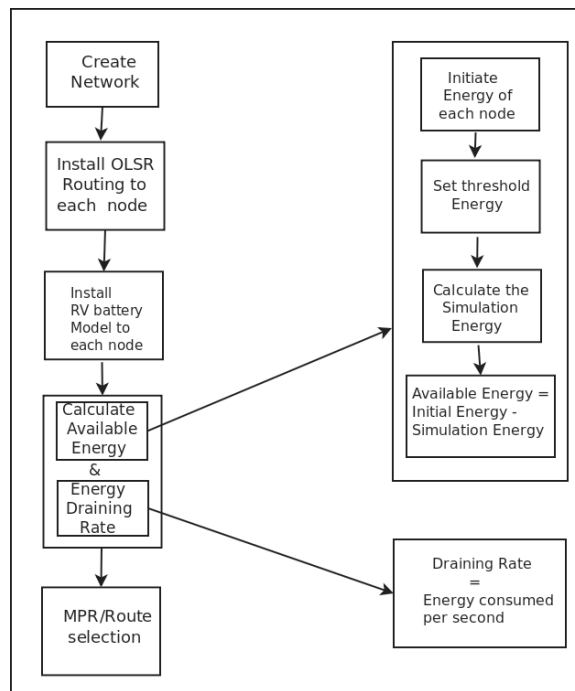 Create
Network
Install OLSR
Routing to
each node
Install
RV battery
Model to
each node
Calculate
Available
Energy
&
Energy
Draining
Rate
MPR/Route
selection
Initiate
Energy of
each node
Set threshold
Energy
Calculate the
Simulation
Energy
Available Energy =
Initial Energy -
Simulation Energy
Draining Rate
=
Energy consumed
per second